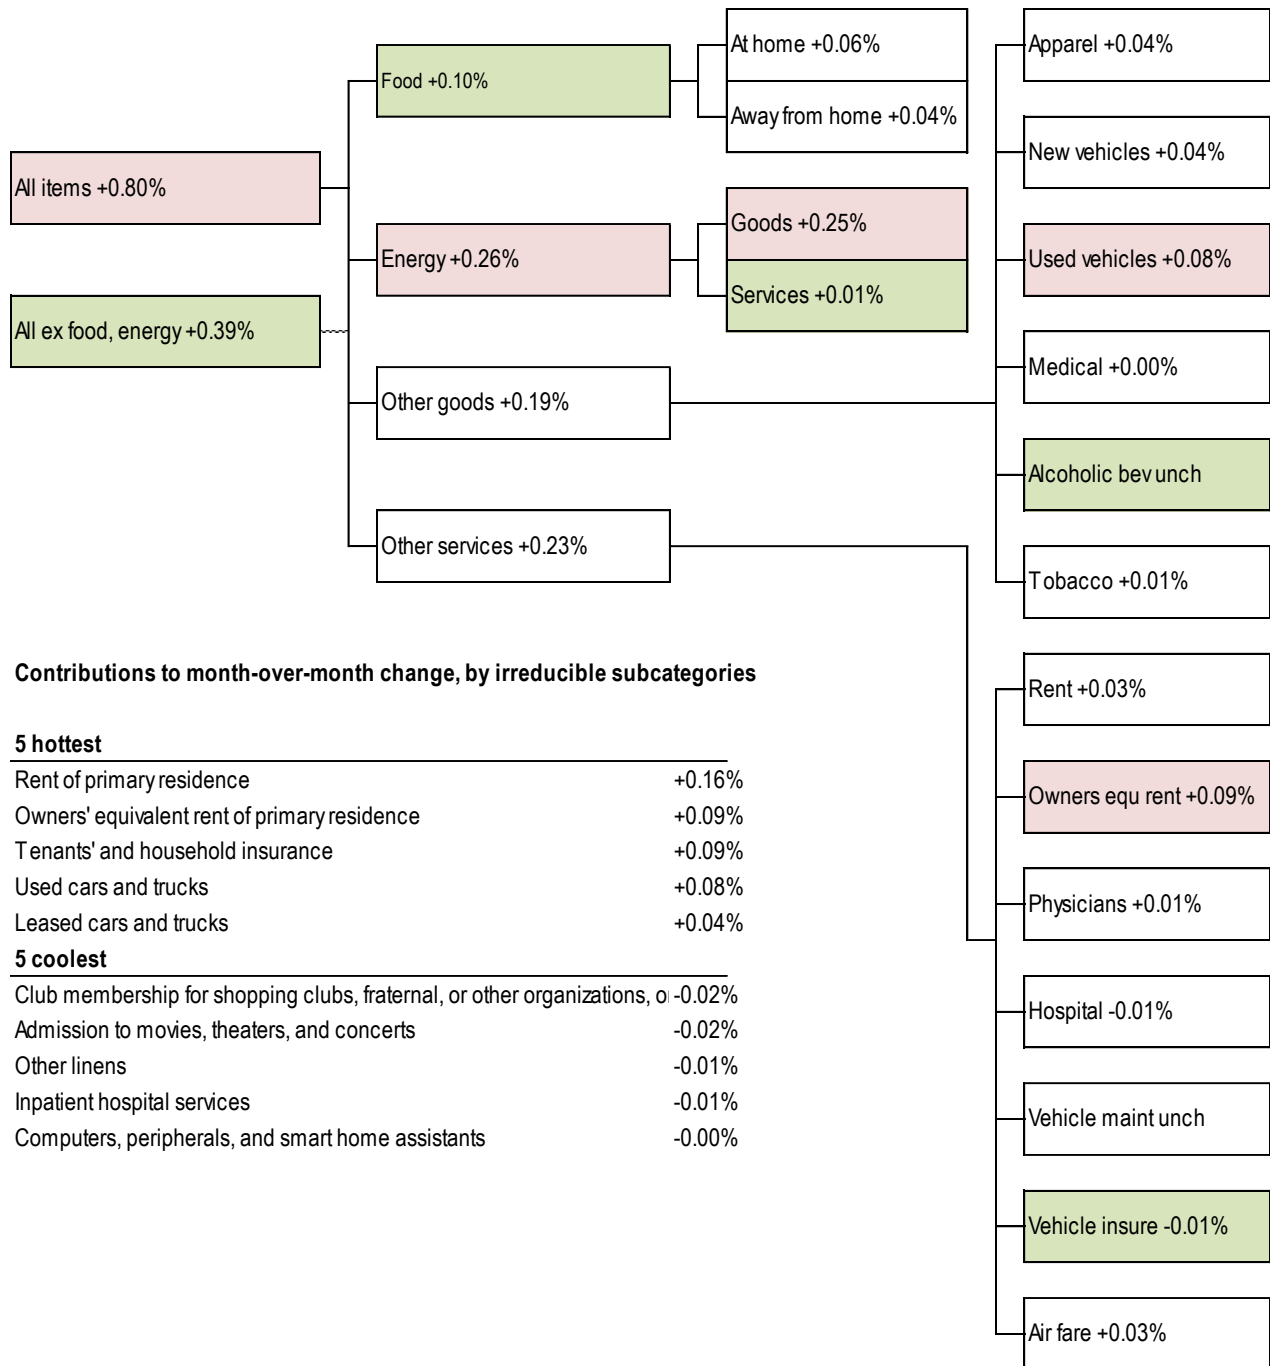 All items +0.80%
All ex food, energy +0.39%
Food +0.10%
Energy +0.26%
Other goods +0.19%
Other services +0.23%
At home +0.06%
Away from home +0.04%
Goods +0.25%
Services +0.01%
Apparel +0.04%
New vehicles +0.04%
Used vehicles +0.08%
Medical +0.00%
Alcoholic bev unch
Tobacco +0.01%
Rent +0.03%
Owners equ rent +0.09%
Physicians +0.01%
Hospital -0.01%
Vehicle maint unch
Vehicle insure -0.01%
Air fare +0.03%
Contributions to month-over-month change, by irreducible subcategories
5 hottest
Rent of primary residence +0.16%
Owners' equivalent rent of primary residence +0.09%
Tenants' and household insurance +0.09%
Used cars and trucks +0.08%
Leased cars and trucks +0.04%
5 coolest
Club membership for shopping clubs, fraternal, or other organizations, o -0.02%
Admission to movies, theaters, and concerts -0.02%
Other linens -0.01%
Inpatient hospital services -0.01%
Computers, peripherals, and smart home assistants -0.00%